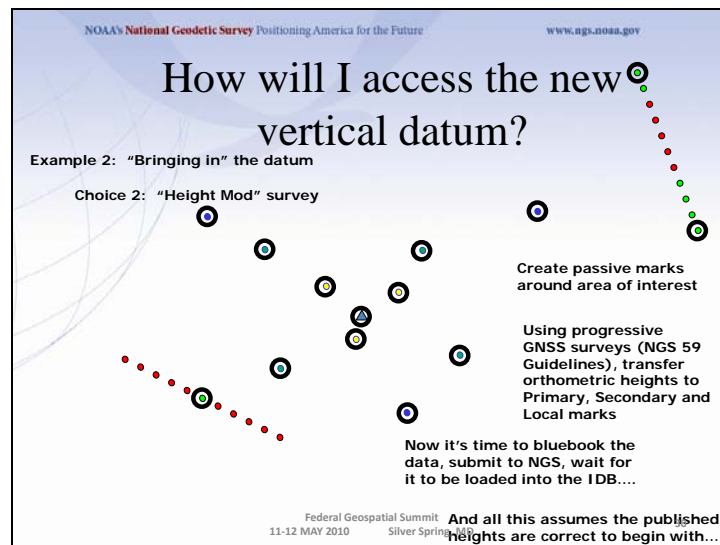 NOAA's National Geodetic Survey Positioning America for the Future
www.ngs.noaa.gov
How will I access the new
vertical datum?
Example 2: "Bringing in" the datum
Choice 2: "Height Mod" survey
Create passive marks
around area of interest
Using progressive
GNSS surveys (NGS 59
Guidelines), transfer
orthometric heights to
Primary, Secondary and
Local marks
Now it's time to bluebook the
data, submit to NGS, wait for
it to be loaded into the IDB....
Federal Geospatial Summit
11-12 MAY 2010 Silver Spring, MD
And all this assumes the published
heights are correct to begin with...